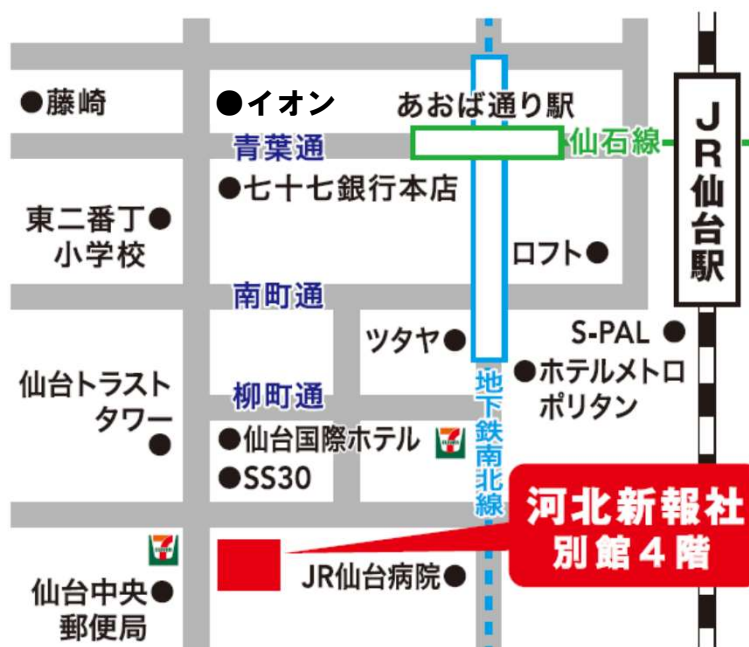 ●藤崎
●イオン
あおば通り駅
青葉通
仙石線
JR仙台駅
●七十七銀行本店
東二番丁●
小学校
ロフト●
南町通
ツタヤ●
S-PAL ●
●ホテルメトロ
ポリタン
仙台トラスト
タワー
●
柳町通
地下鉄南北線
●仙台国際ホテル
●SS30
河北新報社
別館4階
仙台中央●
郵便局
JR仙台病院●